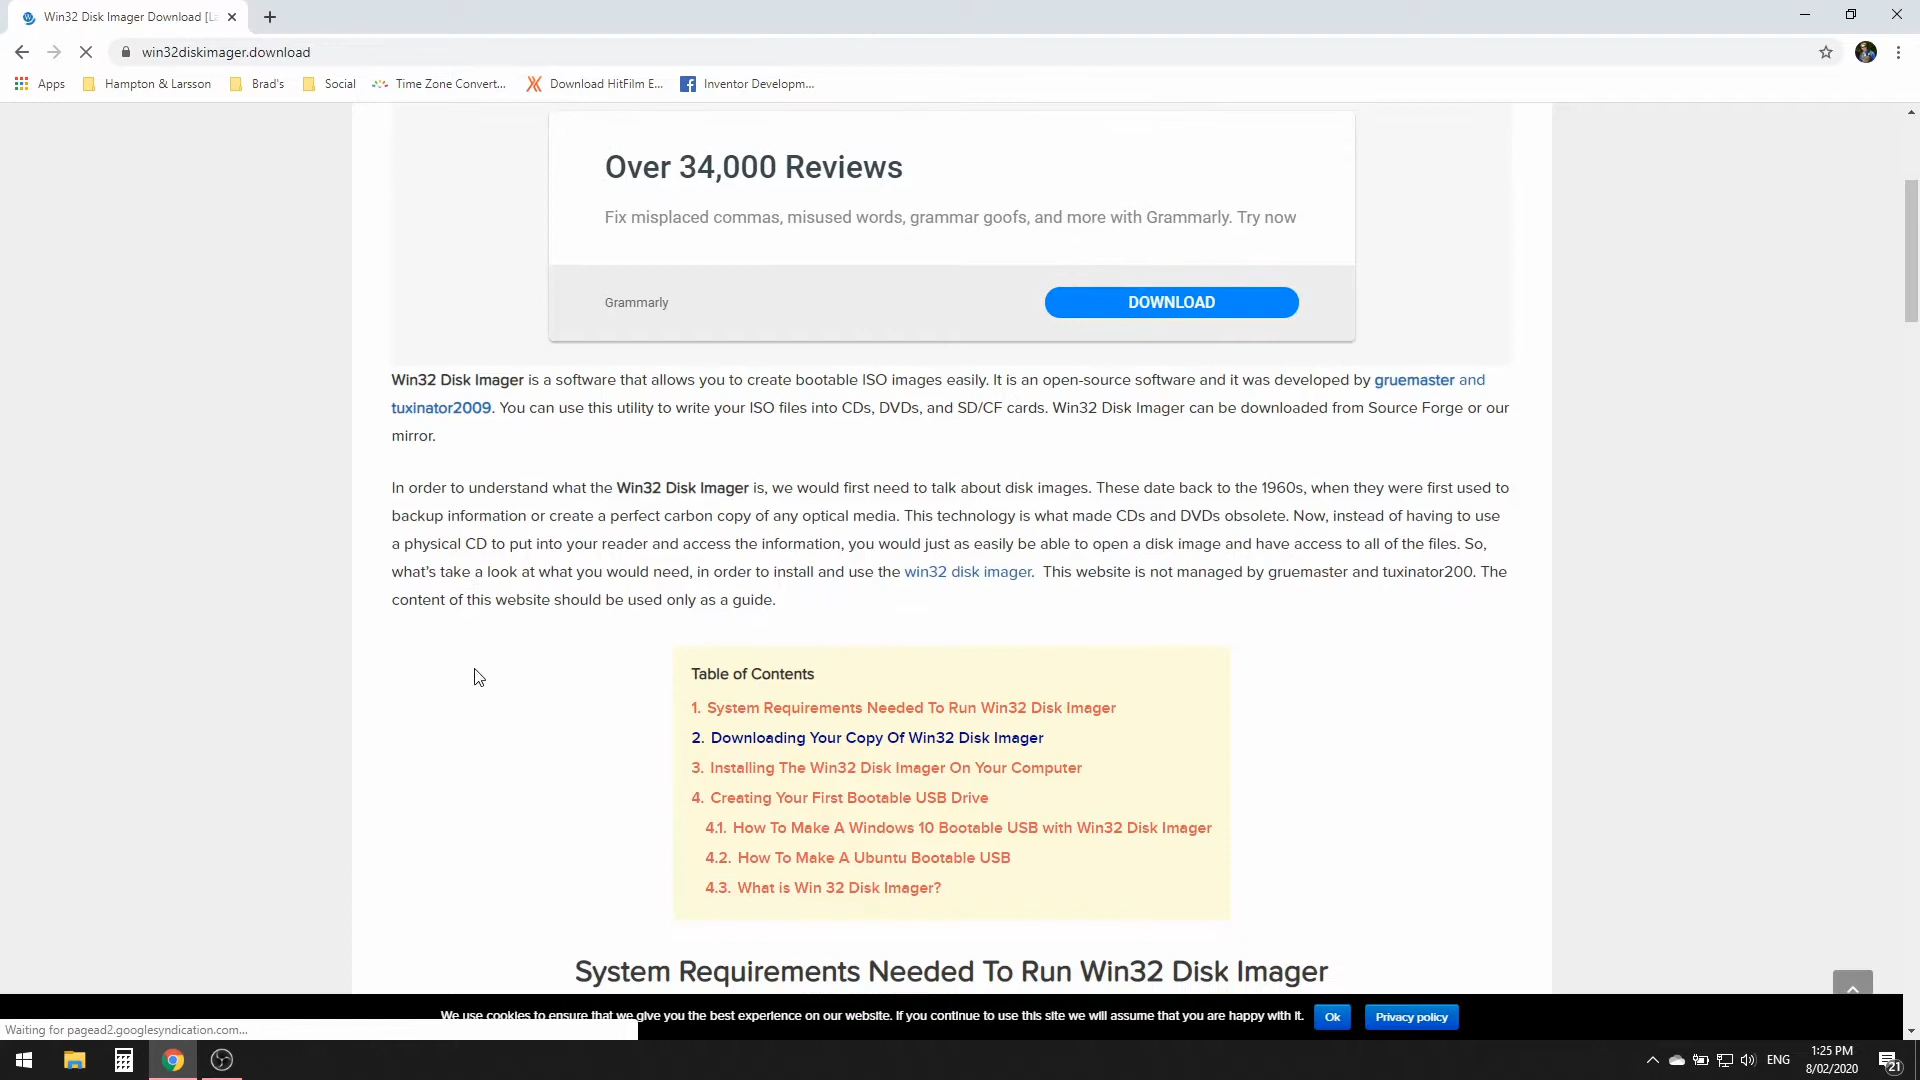 Win32 Disk Imager Download [La
win32diskimager.download
Apps
Hampton & Larsson
Brad's
Social
Time Zone Convert...
Download HitFilm E...
Inventor Developm...
Over 34,000 Reviews
Fix misplaced commas, misused words, grammar goofs, and more with Grammarly. Try now
Grammarly
DOWNLOAD
Win32 Disk Imager is a software that allows you to create bootable ISO images easily. It is an open-source software and it was developed by gruemaster and
tuxinator2009. You can use this utility to write your ISO files into CDs, DVDs, and SD/CF cards. Win32 Disk Imager can be downloaded from Source Forge or our
mirror.
In order to understand what the Win32 Disk Imager is, we would first need to talk about disk images. These date back to the 1960s, when they were first used to
backup information or create a perfect carbon copy of any optical media. This technology is what made CDs and DVDs obsolete. Now, instead of having to use
a physical CD to put into your reader and access the information, you would just as easily be able to open a disk image and have access to all of the files. So,
what's take a look at what you would need, in order to install and use the win32 disk imager. This website is not managed by gruemaster and tuxinator200. The
content of this website should be used only as a guide.
Table of Contents
1. System Requirements Needed To Run Win32 Disk Imager
2. Downloading Your Copy Of Win32 Disk Imager
3. Installing The Win32 Disk Imager On Your Computer
4. Creating Your First Bootable USB Drive
4.1. How To Make A Windows 10 Bootable USB with Win32 Disk Imager
4.2. How To Make A Ubuntu Bootable USB
4.3. What is Win 32 Disk Imager?
System Requirements Needed To Run Win32 Disk Imager
We use cookies to ensure that we give you the best experience on our website. If you continue to use this site we will assume that you are happy with it.
Ok
Privacy policy
Waiting for pagead2.googlesyndication.com...
ENG
1:25 PM
8/02/2020
21